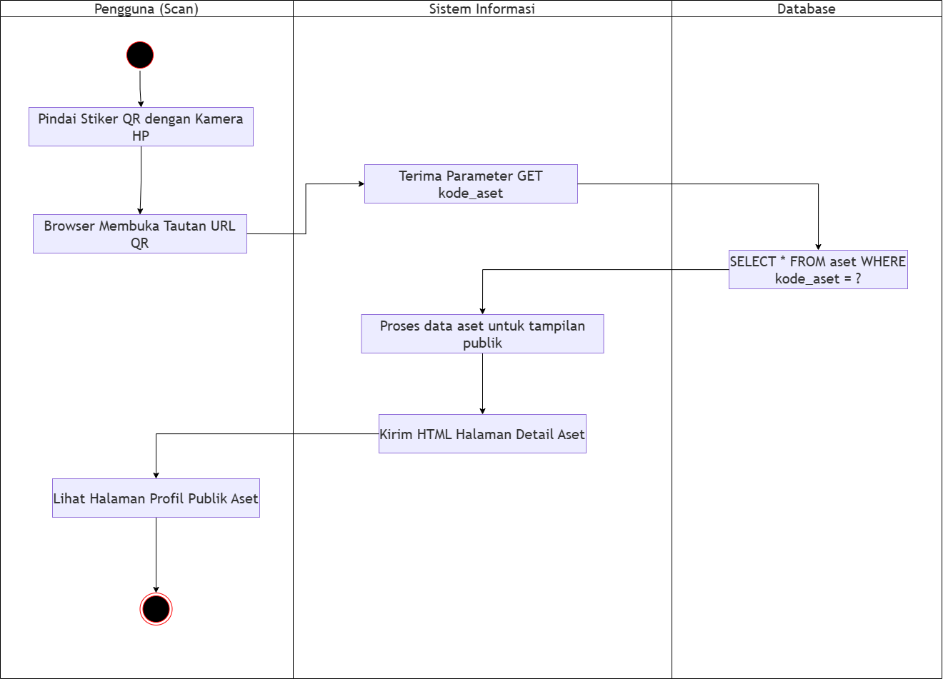 Pengguna (Scan)
Sistem Informasi
Database
Pindai Stiker QR dengan Kamera
HP
Browser Membuka Tautan URL
QR
Terima Parameter GET
kode_aset
SELECT * FROM aset WHERE
kode_aset = ?
Proses data aset untuk tampilan
publik
Kirim HTML Halaman Detail Aset
Lihat Halaman Profil Publik Aset